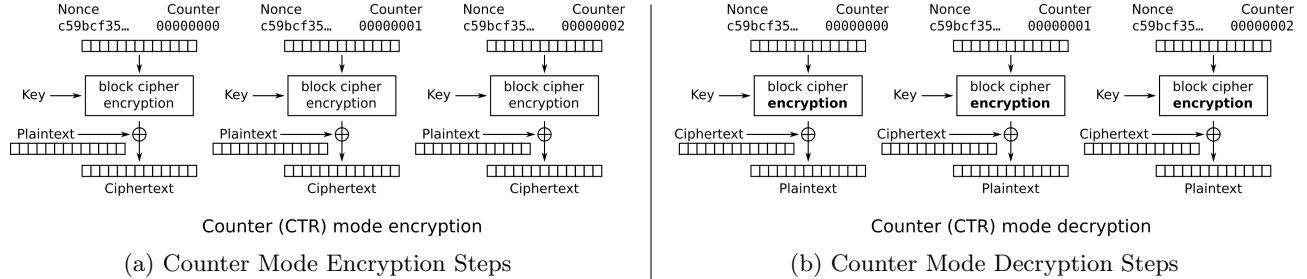 Nonce Counter Nonce Counter Nonce Counter
c59bcf35… 00000000 c59bcf35… 00000001 c59bcf35… 00000002
Key block cipher encryption Key block cipher encryption Key block cipher encryption
Plaintext Plaintext Plaintext
Ciphertext Ciphertext Ciphertext
Counter (CTR) mode encryption
(a) Counter Mode Encryption Steps
Nonce Counter Nonce Counter Nonce Counter
c59bcf35… 00000000 c59bcf35… 00000001 c59bcf35… 00000002
Key block cipher encryption Key block cipher encryption Key block cipher encryption
Ciphertext Ciphertext Ciphertext
Plaintext Plaintext Plaintext
Counter (CTR) mode decryption
(b) Counter Mode Decryption Steps